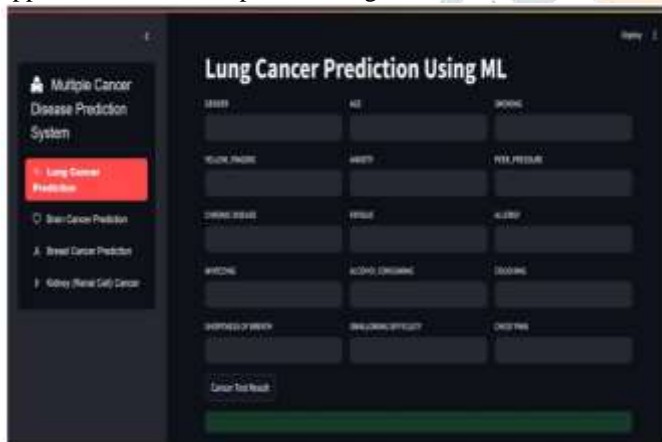 Deploy
Multiple Cancer
Disease Prediction
System
Lung Cancer
Prediction
Brain Cancer Prediction
Breast Cancer Prediction
Kidney (Renal Cell) Cancer
Lung Cancer Prediction Using ML
GENDER AGE SMOKING
YELLOW_FINGERS ANXIETY PEER_PRESSURE
CHRONIC DISEASE FATIGUE ALLERGY
WHEEZING ALCOHOL CONSUMING COUGHING
SHORTNESS OF BREATH SWALLOWING DIFFICULTY CHEST PAIN
Cancer Test Result